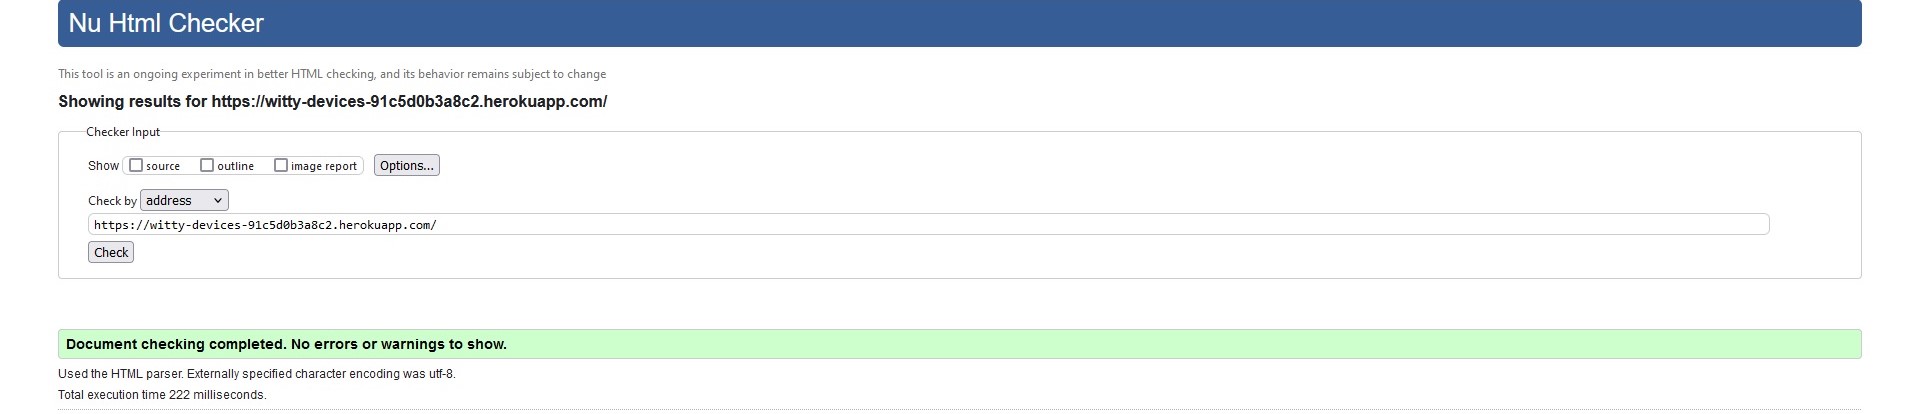 Nu Html Checker
This tool is an ongoing experiment in better HTML checking, and its behavior remains subject to change
Showing results for https://witty-devices-91c5d0b3a8c2.herokuapp.com/
Checker Input
Show source outline image report Options...
Check by address
https://witty-devices-91c5d0b3a8c2.herokuapp.com/
Check
Document checking completed. No errors or warnings to show.
Used the HTML parser. Externally specified character encoding was utf-8.
Total execution time 222 milliseconds.